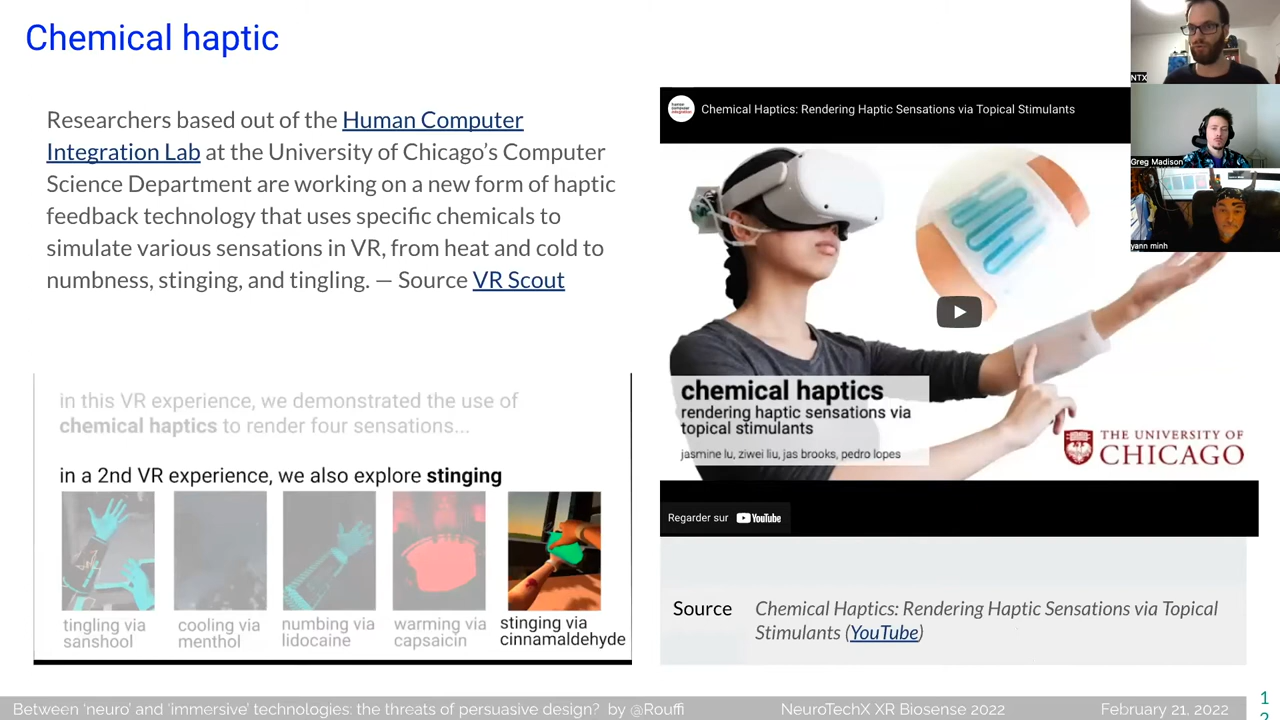 Chemical haptic
Researchers based out of the Human Computer
Integration Lab at the University of Chicago's Computer
Science Department are working on a new form of haptic
feedback technology that uses specific chemicals to
simulate various sensations in VR, from heat and cold to
numbness, stinging, and tingling. — Source VR Scout
in this VR experience, we demonstrated the use of
chemical haptics to render four sensations...
in a 2nd VR experience, we also explore stinging
tingling via
sanshool
cooling via
menthol
numbing via
lidocaine
warming via
capsaicin
stinging via
cinnamaldehyde
Chemical Haptics: Rendering Haptic Sensations via Topical Stimulants
chemical haptics
rendering haptic sensations via
topical stimulants
jasmine lu, ziwei liu, jas brooks, pedro lopes
THE UNIVERSITY OF
CHICAGO
Regarder sur YouTube
Source
Chemical Haptics: Rendering Haptic Sensations via Topical
Stimulants (YouTube)
NTX
Greg Madison
yann minh
Between 'neuro' and 'immersive' technologies: the threats of persuasive design? by @Rouffi
NeuroTechX XR Biosense 2022
February 21, 2022